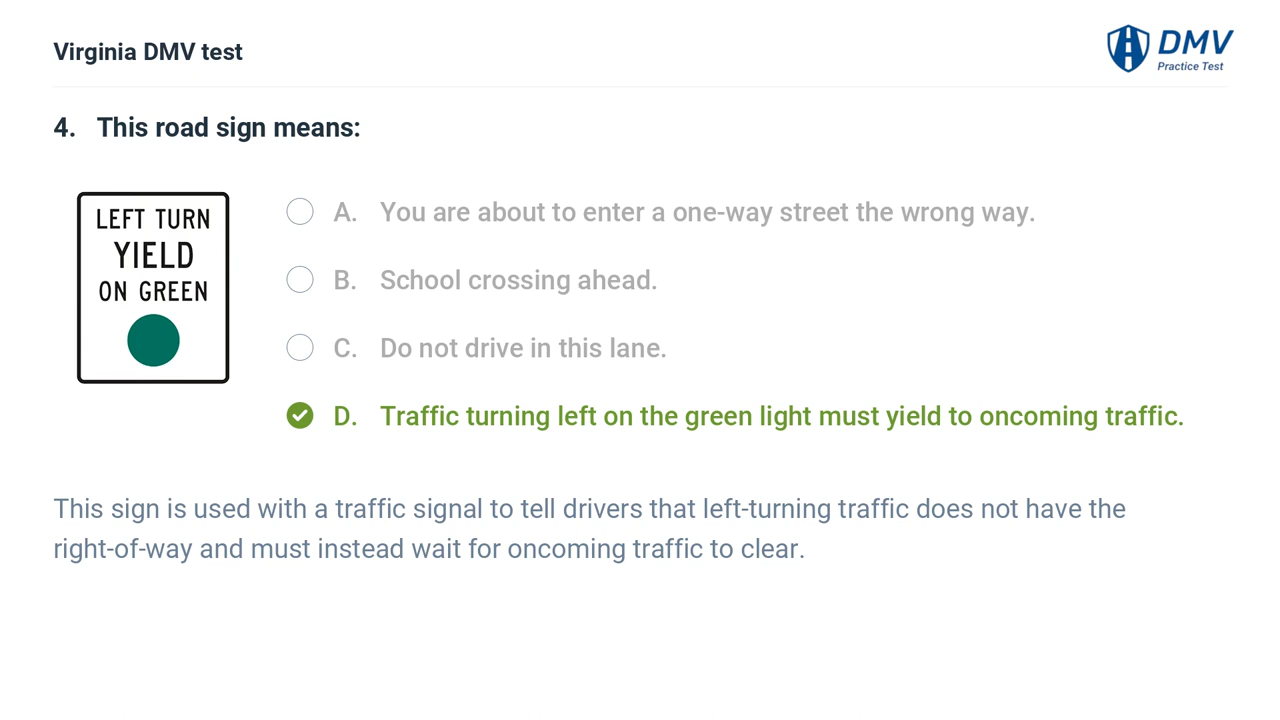 Virginia DMV test
DMV
Practice Test
4. This road sign means:
LEFT TURN
YIELD
ON GREEN
A. You are about to enter a one-way street the wrong way.
B. School crossing ahead.
C. Do not drive in this lane.
D. Traffic turning left on the green light must yield to oncoming traffic.
This sign is used with a traffic signal to tell drivers that left-turning traffic does not have the
right-of-way and must instead wait for oncoming traffic to clear.